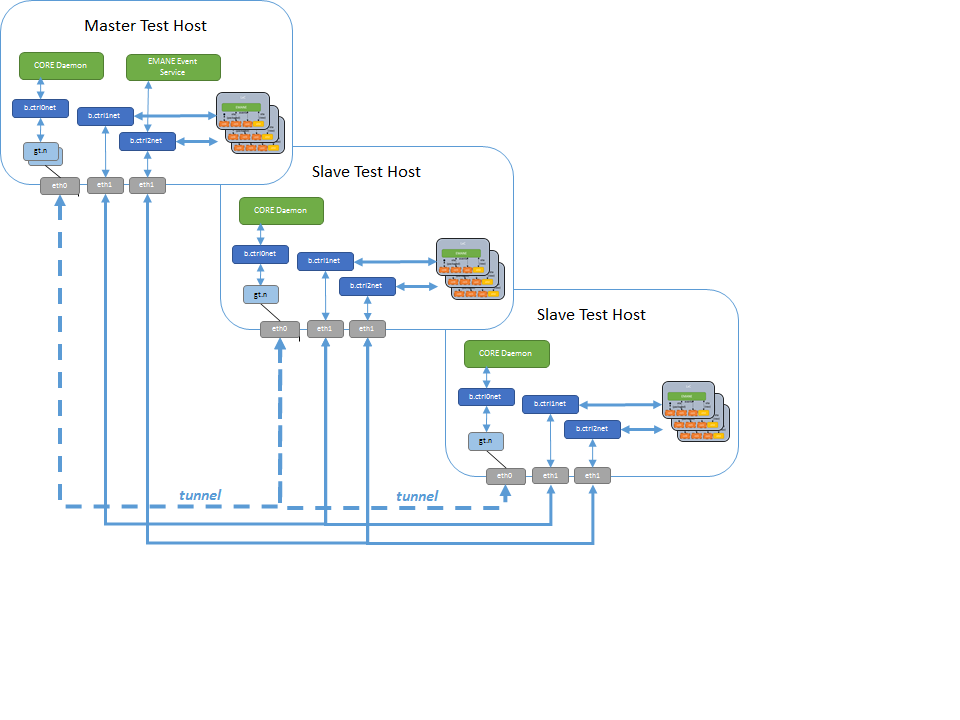 Master Test Host
CORE Daemon
EMANE Event
Service
b.ctrl0net
b.ctrl1net
b.ctrl2net
gt.n
eth0
eth1
eth1
Slave Test Host
CORE Daemon
b.ctrl0net
b.ctrl1net
b.ctrl2net
gt.n
eth0
eth1
eth1
Slave Test Host
CORE Daemon
b.ctrl0net
b.ctrl1net
b.ctrl2net
gt.n
eth0
eth1
eth1
tunnel
tunnel